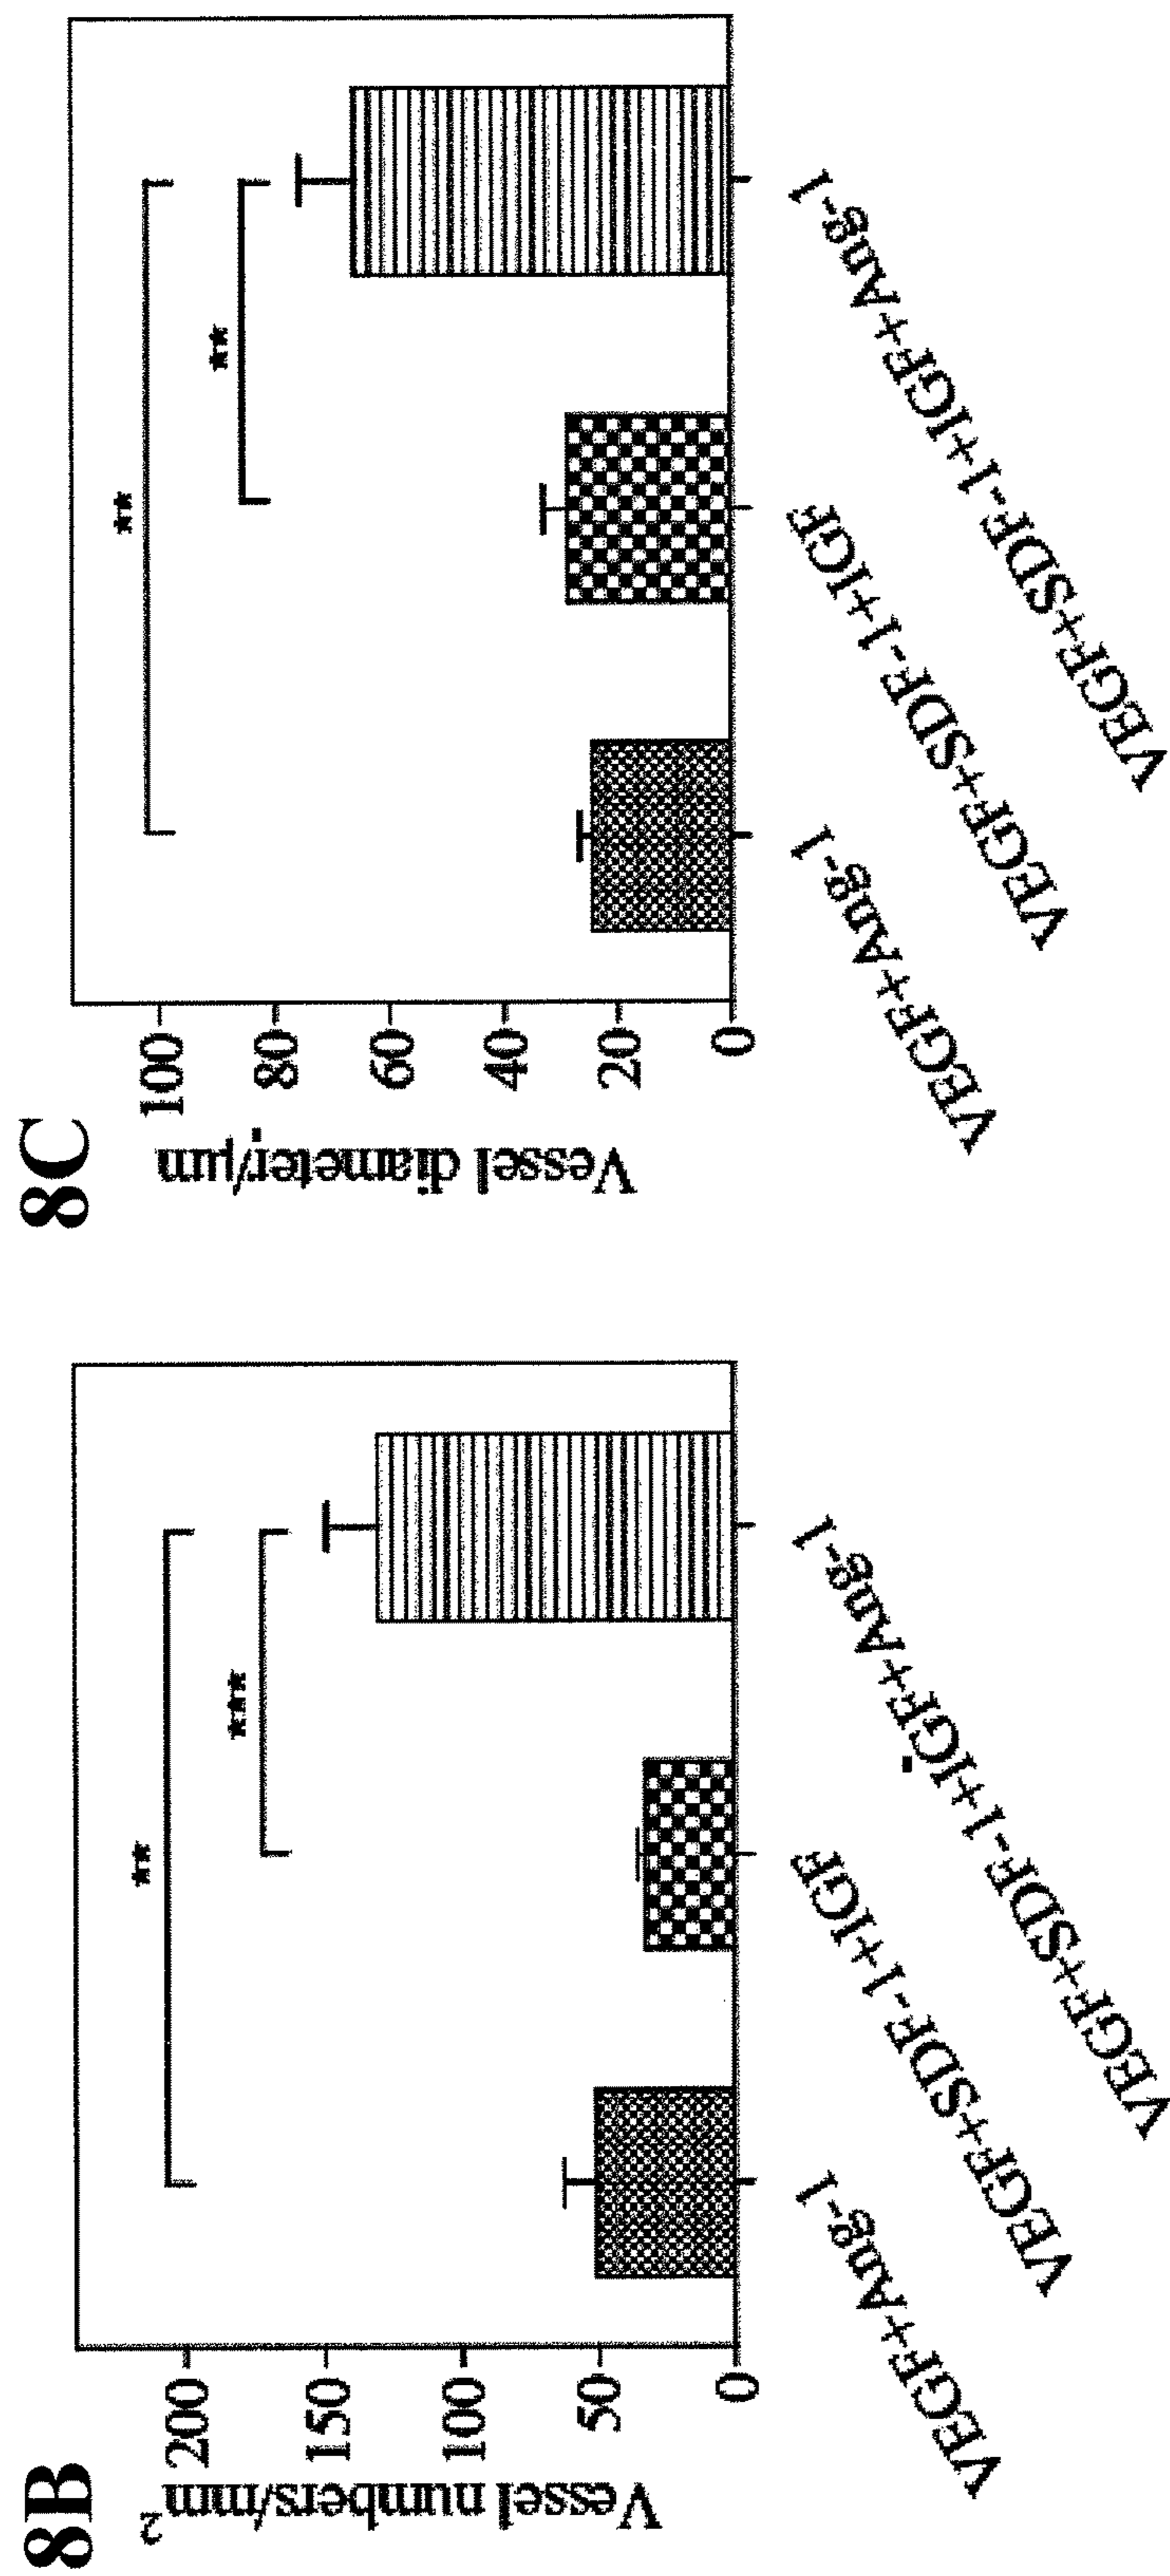 8B
Vessel numbers/mm²
200
150
100
50
0
**
***
VEGF+Ang-1
VEGF+SDF-1+IGF
VEGF+SDF-1+IGF+Ang-1
8C
Vessel diameter/μm
100
80
60
40
20
0
**
**
VEGF+Ang-1
VEGF+SDF-1+IGF
VEGF+SDF-1+IGF+Ang-1